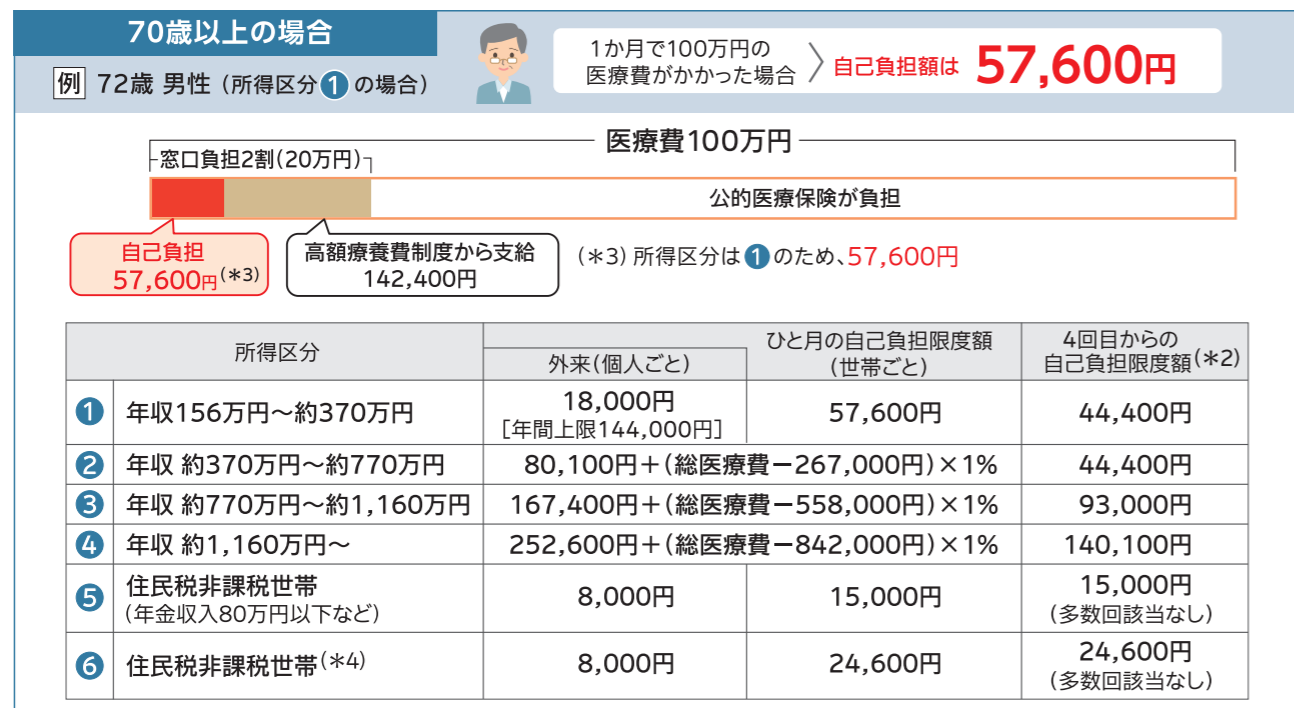 70歳以上の場合
例 72歳 男性（所得区分❶の場合）
1か月で100万円の
医療費がかかった場合
自己負担額は 57,600円
医療費100万円
窓口負担2割(20万円)
公的医療保険が負担
自己負担
57,600円(＊3)
高額療養費制度から支給
142,400円
(＊3) 所得区分は❶のため、57,600円
所得区分
外来(個人ごと)
ひと月の自己負担限度額
(世帯ごと)
4回目からの
自己負担限度額(＊2)
❶ 年収156万円〜約370万円
18,000円
［年間上限144,000円］
57,600円
44,400円
❷ 年収 約370万円〜約770万円 80,100円＋(総医療費－267,000円)×1% 44,400円
❸ 年収 約770万円〜約1,160万円 167,400円＋(総医療費－558,000円)×1% 93,000円
❹ 年収 約1,160万円〜 252,600円＋(総医療費－842,000円)×1% 140,100円
❺ 住民税非課税世帯
(年金収入80万円以下など)
8,000円
15,000円
15,000円
(多数回該当なし)
❻ 住民税非課税世帯(＊4)
8,000円
24,600円
24,600円
(多数回該当なし)